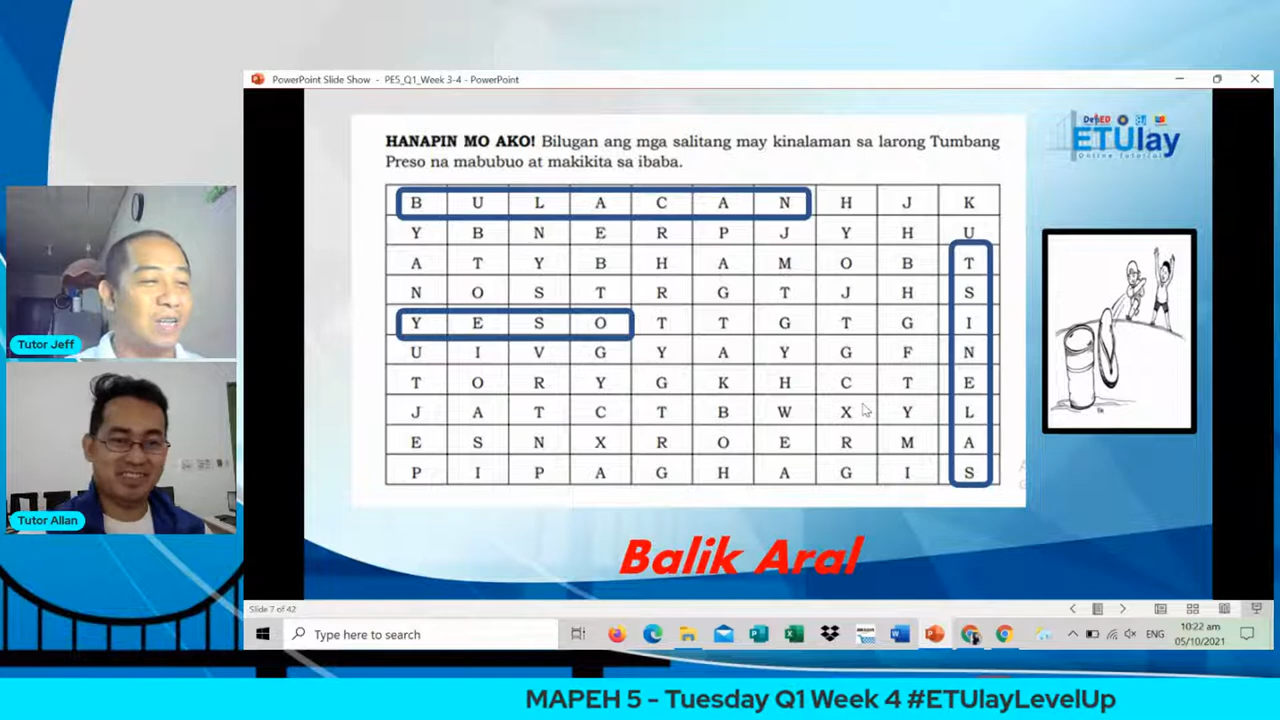 PowerPoint Slide Show - PE5_Q1_Week 3-4 - PowerPoint
HANAPIN MO AKO! Bilugan ang mga salitang may kinalaman sa larong Tumbang
Preso na mabubuo at makikita sa ibaba.
DepED
ETUlay
Online Tutorial
B U L A C A N H J K
Y B N E R P J Y H U
A T Y B H A M O B T
N O S T R G T J H S
Y E S O T T G T G I
U I V G Y A Y G F N
T O R Y G K H C T E
J A T C T B W X Y L
E S N X R O E R M A
P I P A G H A G I S
Tutor Jeff
Tutor Allan
Balik Aral
Slide 7 of 42
Type here to search
ENG
10:22 am
05/10/2021
MAPEH 5 - Tuesday Q1 Week 4 #ETUlayLevelUp